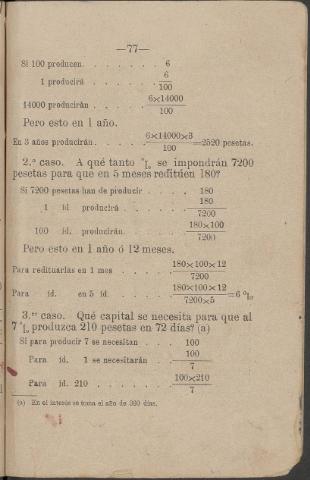 —77—
Si 100 producen . . . . . . . 6
1 producirá . . . . . . . 6/100
14000 producirán . . . . . 6×14000/100
Pero esto en 1 año.
En 3 años producirán . . . . . 6×14000×3/100 =2520 pesetas.
2.º caso. A qué tanto % se impondrán 7200
pesetas para que en 5 meses reditúen 180?
Si 7200 pesetas han de producir . . . . 180
1 id producirá . . . . . 180/7200
100 id. producirán . . . . . 180×100/7200
Pero esto en 1 año ó 12 meses.
Para redituarlas en 1 mes . . . . 180×100×12/7200
Para id. en 5 id. . . . . . 180×100×12/7200×5 =6 %
3.er caso. Qué capital se necesita para que al
7 % produzca 210 pesetas en 72 días? (a)
Si para producir 7 se necesitan . . . 100
Para id. 1 se necesitarán . . . 100/7
Para id. 210 . . . . . . . 100×210/7
(a) En el interés se toma el año de 360 días.